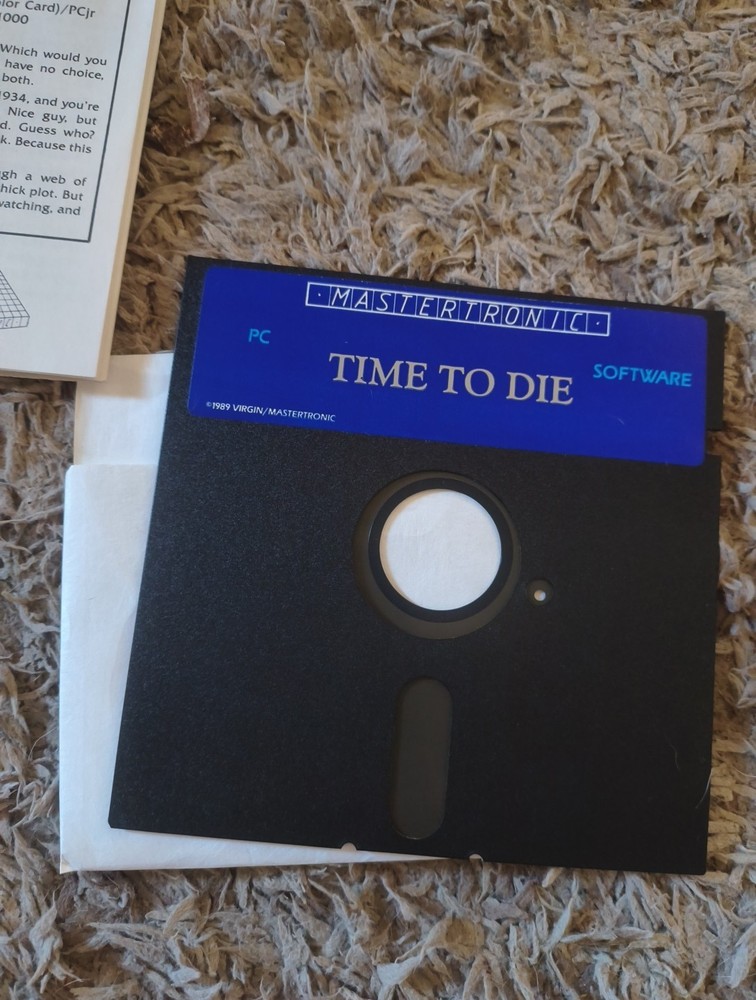 lor Card)/PCjr
1000
Which would you
have no choice,
both.
1934, and you're
Nice guy, but
d. Guess who?
k. Because this
gh a web of
hick plot. But
watching, and
·MASTERTRONIC·
PC
TIME TO DIE
SOFTWARE
©1989 VIRGIN/MASTERTRONIC